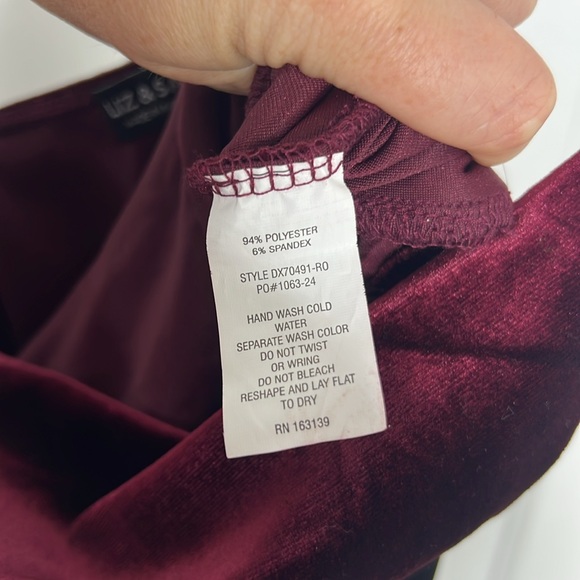 94% POLYESTER
6% SPANDEX
STYLE DX70491-RO
PO#1063-24
HAND WASH COLD
WATER
SEPARATE WASH COLOR
DO NOT TWIST
OR WRING
DO NOT BLEACH
RESHAPE AND LAY FLAT
TO DRY
RN 163139